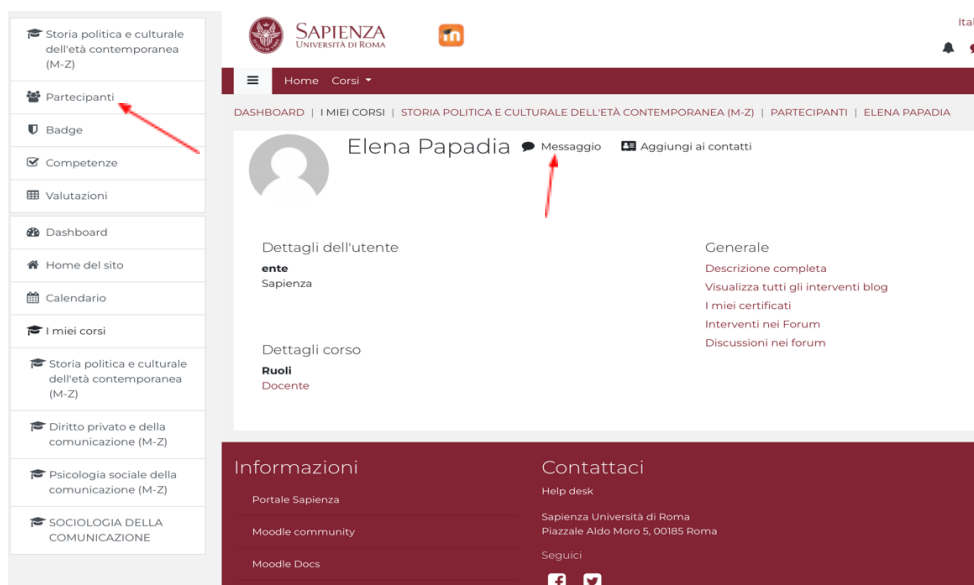 Storia politica e culturale
dell'età contemporanea
(M-Z)
Partecipanti
Badge
Competenze
Valutazioni
Dashboard
Home del sito
Calendario
I miei corsi
Storia politica e culturale
dell'età contemporanea
(M-Z)
Diritto privato e della
comunicazione (M-Z)
Psicologia sociale della
comunicazione (M-Z)
SOCIOLOGIA DELLA
COMUNICAZIONE
SAPIENZA
UNIVERSITÀ DI ROMA
m
Ital
Home Corsi
DASHBOARD | I MIEI CORSI | STORIA POLITICA E CULTURALE DELL'ETÀ CONTEMPORANEA (M-Z) | PARTECIPANTI | ELENA PAPADIA
Elena Papadia Messaggio Aggiungi ai contatti
Dettagli dell'utente
ente
Sapienza
Dettagli corso
Ruoli
Docente
Generale
Descrizione completa
Visualizza tutti gli interventi blog
I miei certificati
Interventi nei Forum
Discussioni nei forum
Informazioni
Portale Sapienza
Moodle community
Moodle Docs
Contattaci
Help desk
Sapienza Università di Roma
Piazzale Aldo Moro 5, 00185 Roma
Seguici